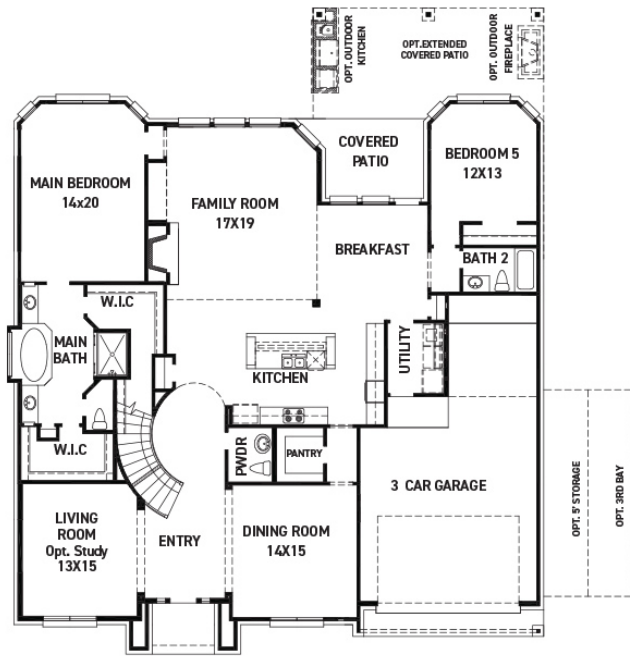 OPT. OUTDOOR
KITCHEN
OPT.EXTENDED
COVERED PATIO
OPT. OUTDOOR
FIREPLACE
COVERED
PATIO
BEDROOM 5
12X13
MAIN BEDROOM
14x20
FAMILY ROOM
17X19
BREAKFAST
BATH 2
W.I.C
MAIN
BATH
UTILITY
KITCHEN
W.I.C
PWDR
PANTRY
3 CAR GARAGE
OPT. 5' STORAGE
OPT. 3RD BAY
LIVING
ROOM
Opt. Study
13X15
ENTRY
DINING ROOM
14X15